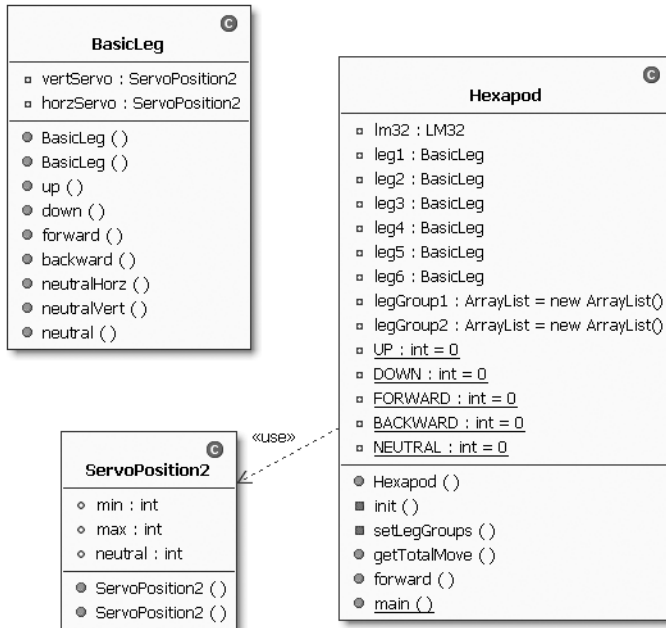 C
BasicLeg
vertServo : ServoPosition2
horzServo : ServoPosition2
BasicLeg ( )
BasicLeg ( )
up ( )
down ( )
forward ( )
backward ( )
neutralHorz ( )
neutralVert ( )
neutral ( )
C
Hexapod
lm32 : LM32
leg1 : BasicLeg
leg2 : BasicLeg
leg3 : BasicLeg
leg4 : BasicLeg
leg5 : BasicLeg
leg6 : BasicLeg
legGroup1 : ArrayList = new ArrayList()
legGroup2 : ArrayList = new ArrayList()
UP : int = 0
DOWN : int = 0
FORWARD : int = 0
BACKWARD : int = 0
NEUTRAL : int = 0
Hexapod ( )
init ( )
setLegGroups ( )
getTotalMove ( )
forward ( )
main ( )
«use»
C
ServoPosition2
min : int
max : int
neutral : int
ServoPosition2 ( )
ServoPosition2 ( )